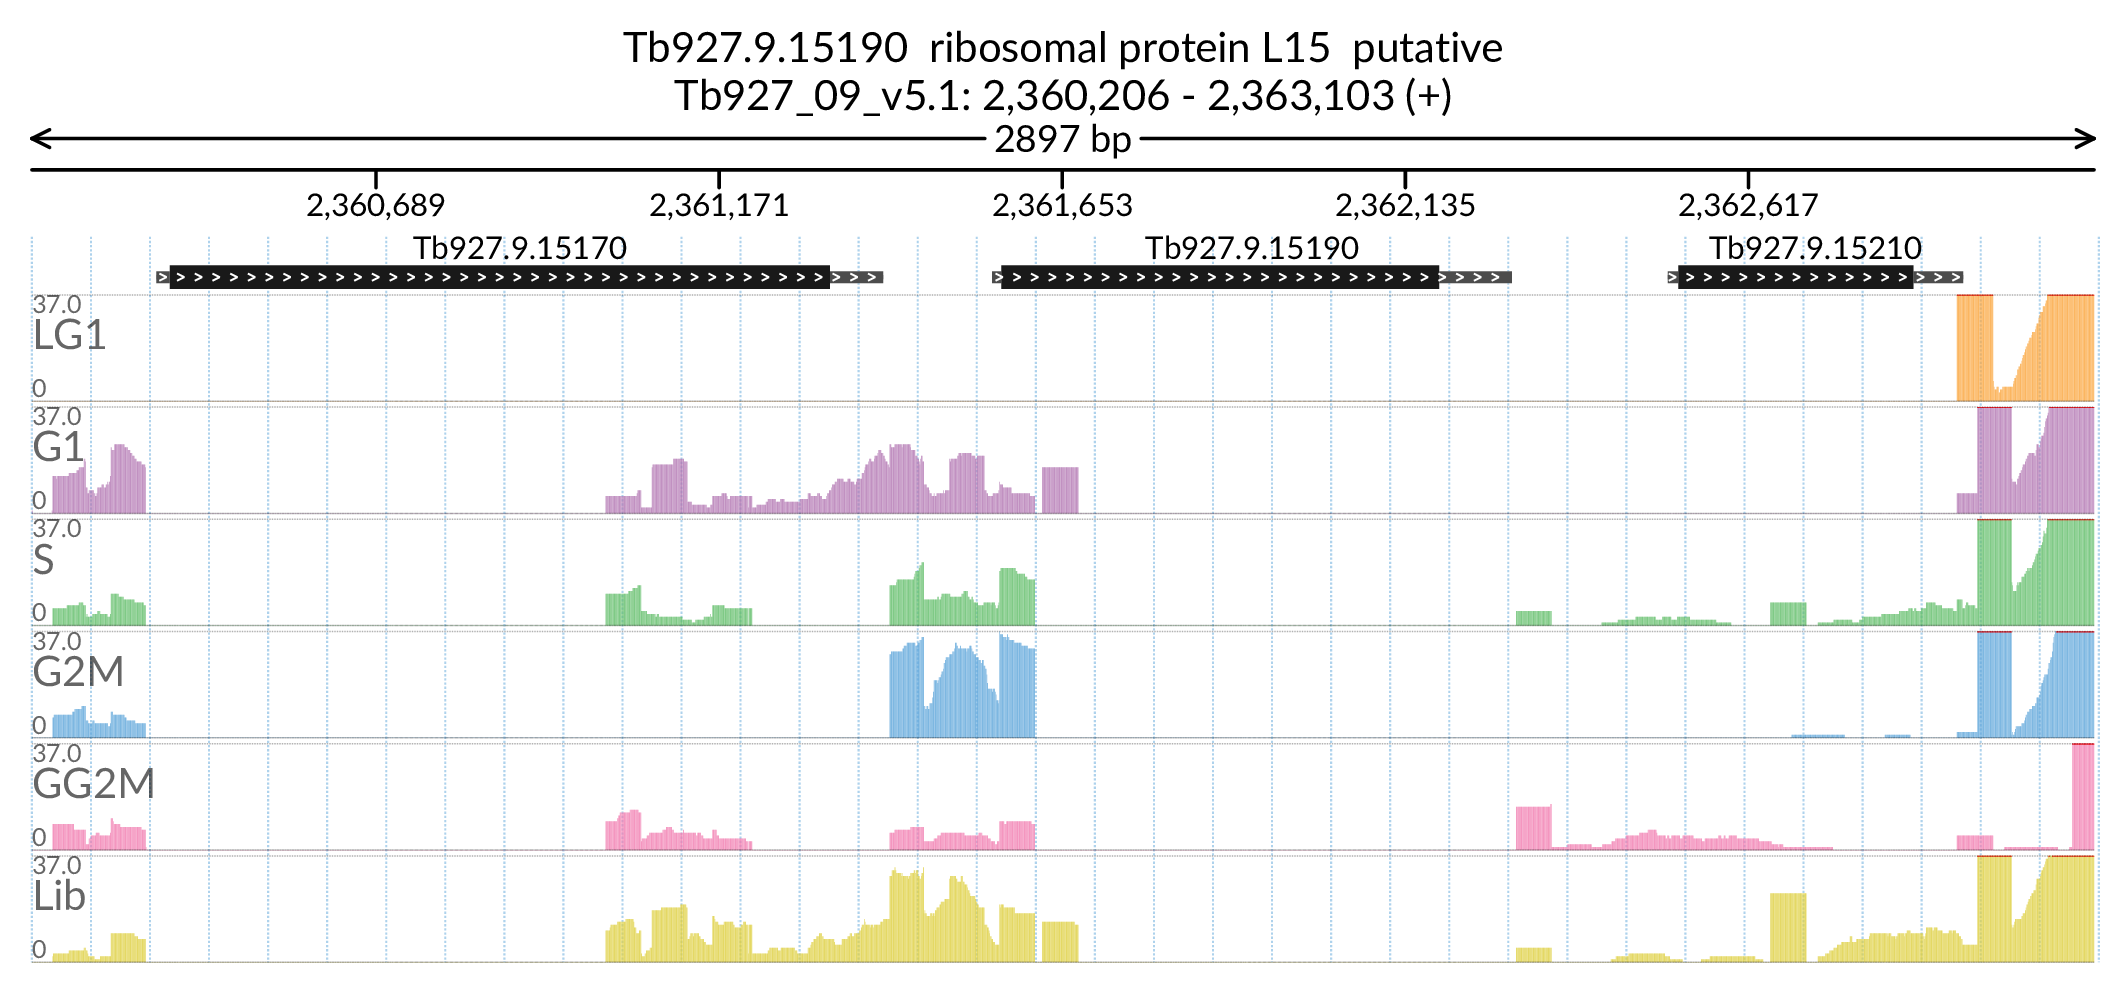 Tb927.9.15190 ribosomal protein L15 putative
Tb927_09_v5.1: 2,360,206 - 2,363,103 (+)
2897 bp
2,360,689 2,361,171 2,361,653 2,362,135 2,362,617
Tb927.9.15170 Tb927.9.15190 Tb927.9.15210
37.0
LG1
0
37.0
G1
0
37.0
S
0
37.0
G2M
0
37.0
GG2M
0
37.0
Lib
0